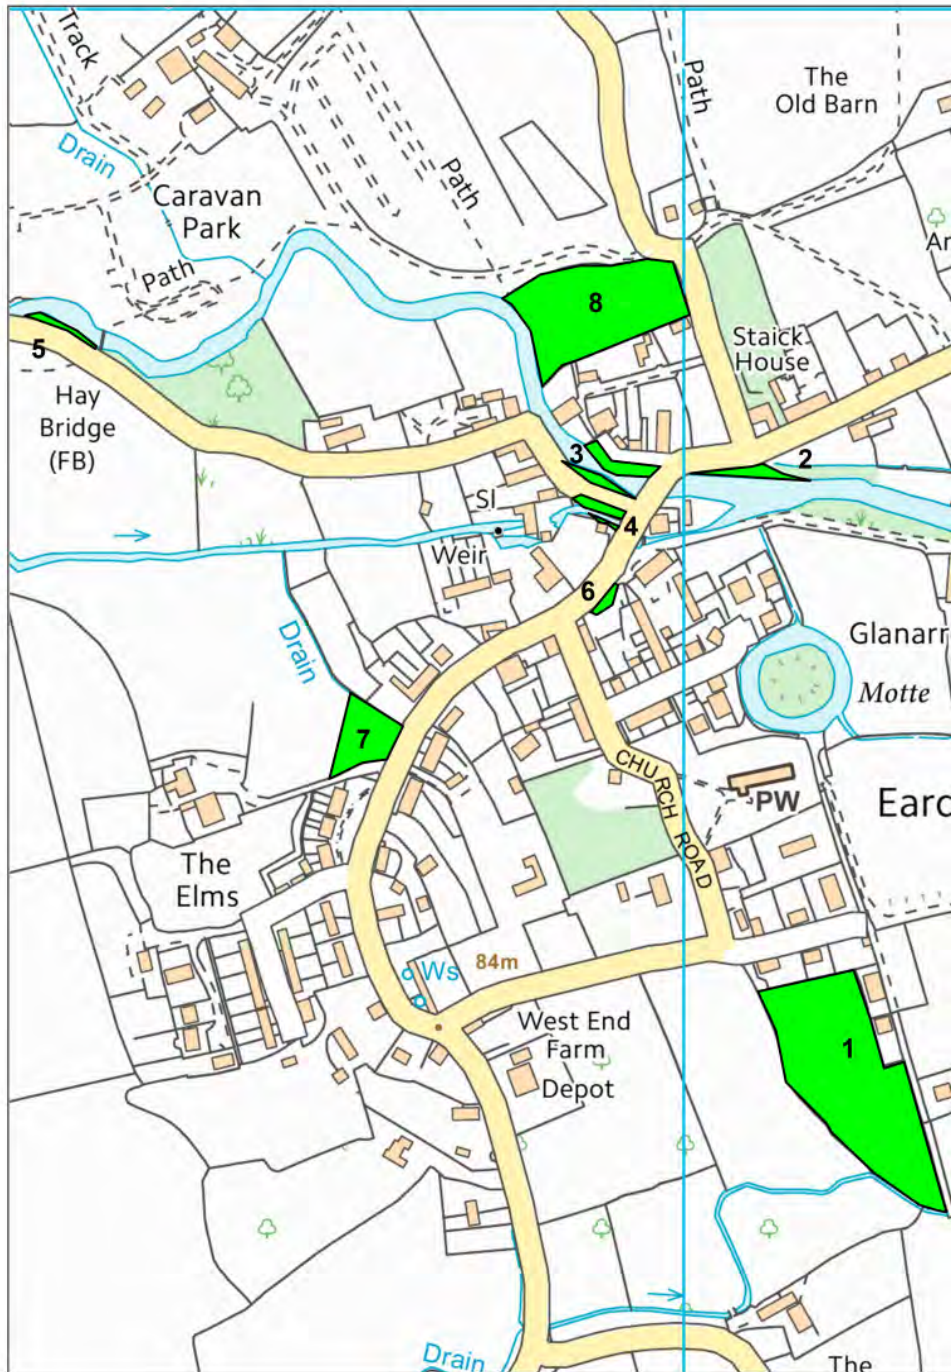 Track
Path
The
Old Barn
Drain
Path
Caravan
Park
Ar
Path
8
5
Staick
House
Hay
Bridge
(FB)
3
2
Sl
4
Weir
6
Drain
Glanarr
Motte
7
CHURCH ROAD
PW
Earc
The
Elms
Ws
84m
West End
Farm
1
Depot
Drain
The